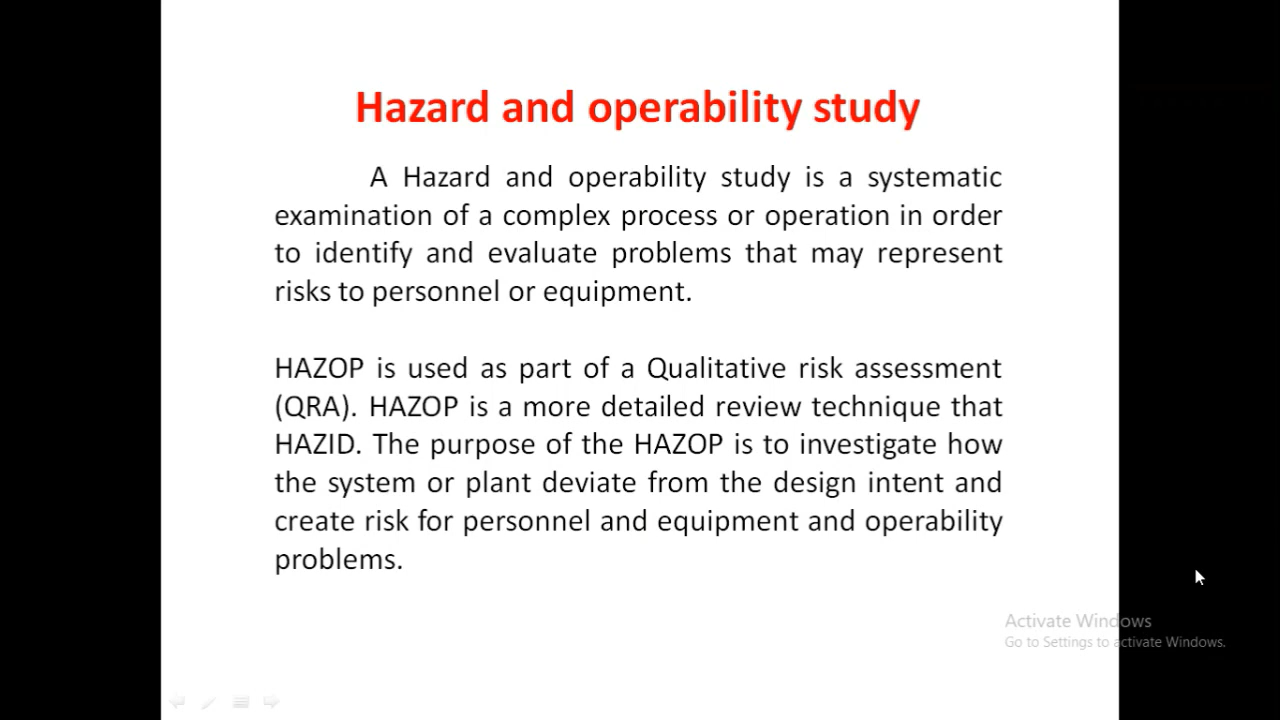 Hazard and operability study
A Hazard and operability study is a systematic
examination of a complex process or operation in order
to identify and evaluate problems that may represent
risks to personnel or equipment.
HAZOP is used as part of a Qualitative risk assessment
(QRA). HAZOP is a more detailed review technique that
HAZID. The purpose of the HAZOP is to investigate how
the system or plant deviate from the design intent and
create risk for personnel and equipment and operability
problems.
Activate Windows
Go to Settings to activate Windows.